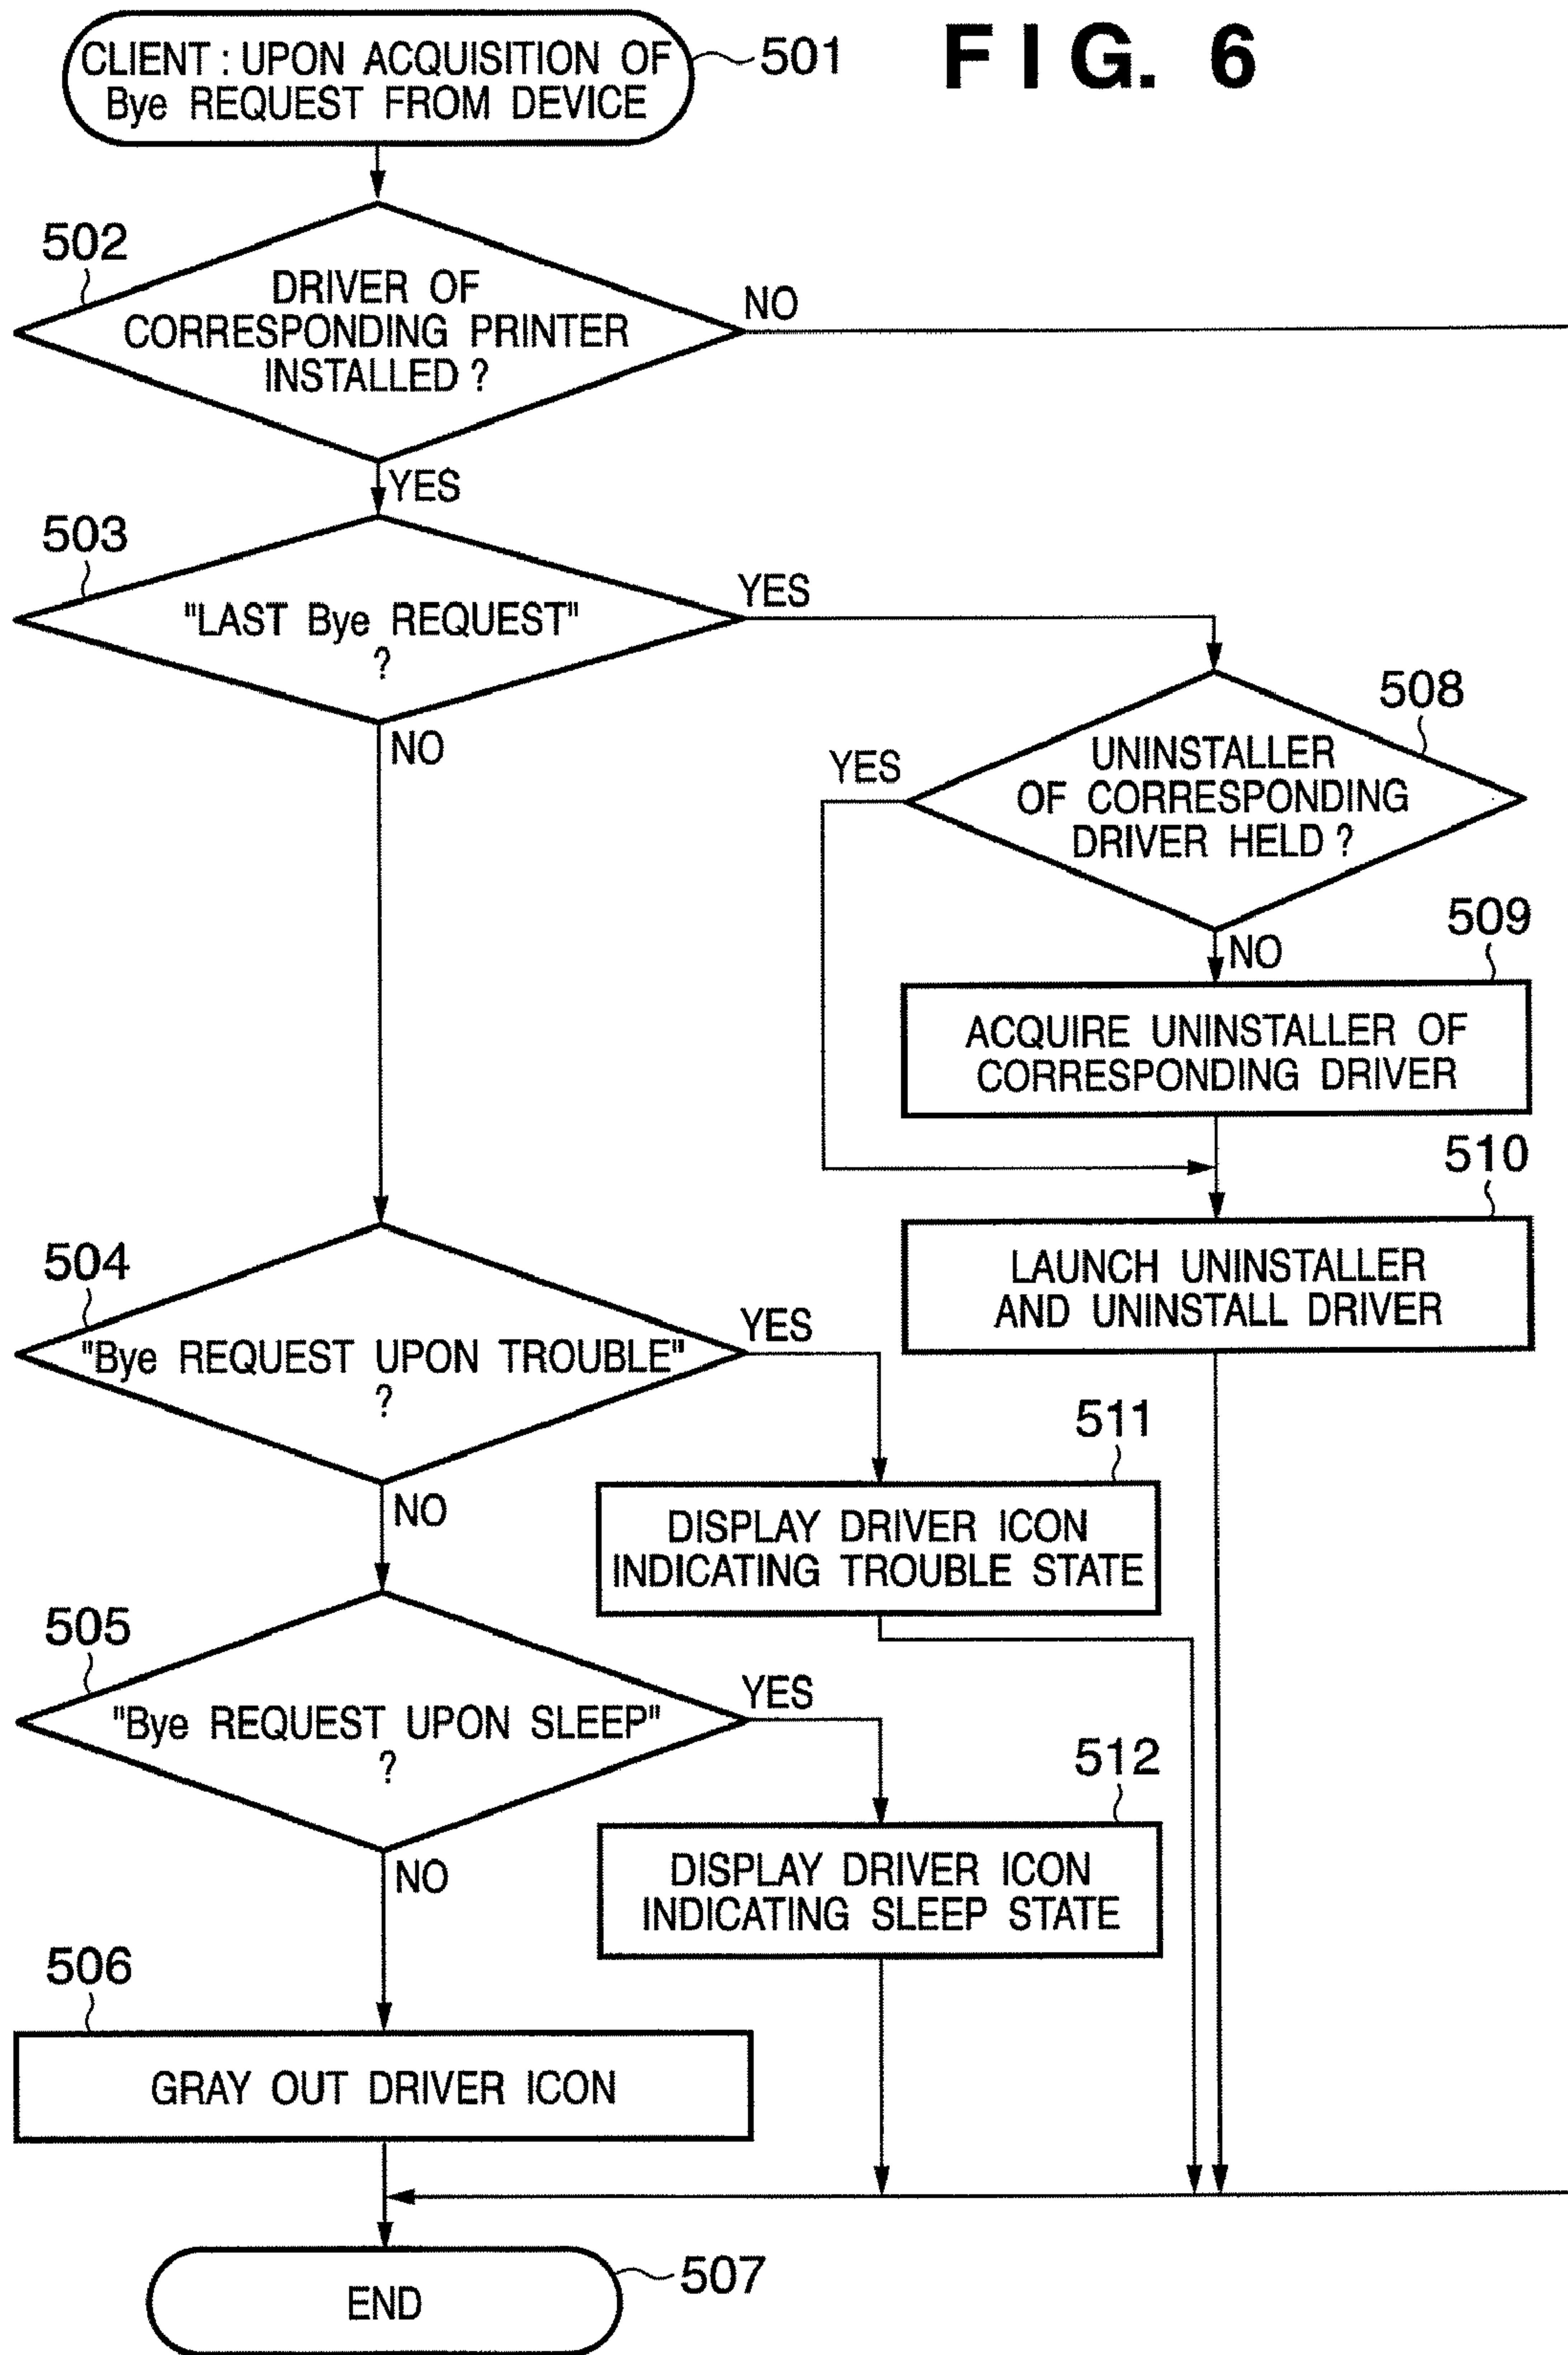 FIG. 6
CLIENT : UPON ACQUISITION OF
Bye REQUEST FROM DEVICE
501
502
DRIVER OF
CORRESPONDING PRINTER
INSTALLED ?
NO
YES
503
"LAST Bye REQUEST"
?
YES
NO
508
UNINSTALLER
OF CORRESPONDING
DRIVER HELD ?
YES
NO
509
ACQUIRE UNINSTALLER OF
CORRESPONDING DRIVER
510
LAUNCH UNINSTALLER
AND UNINSTALL DRIVER
504
"Bye REQUEST UPON TROUBLE"
?
YES
NO
511
DISPLAY DRIVER ICON
INDICATING TROUBLE STATE
505
"Bye REQUEST UPON SLEEP"
?
YES
NO
512
DISPLAY DRIVER ICON
INDICATING SLEEP STATE
506
GRAY OUT DRIVER ICON
END
507